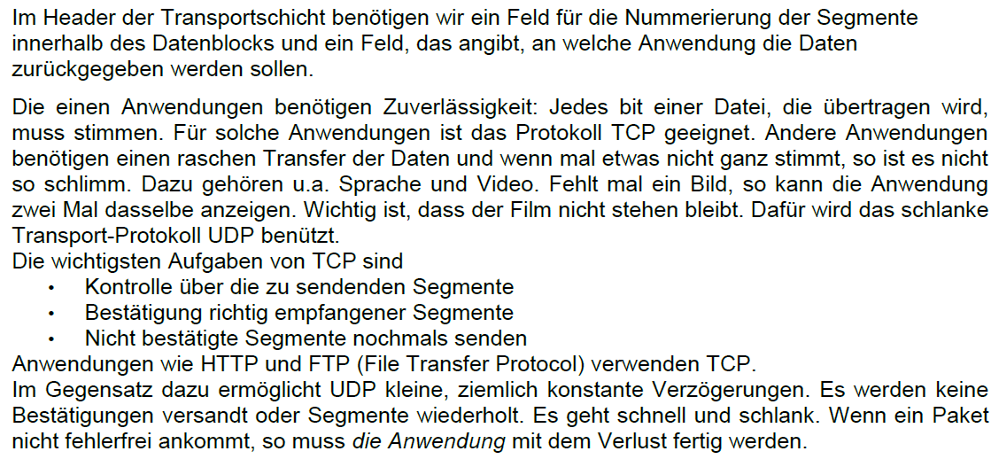 Im Header der Transportschicht benötigen wir ein Feld für die Nummerierung der Segmente
innerhalb des Datenblocks und ein Feld, das angibt, an welche Anwendung die Daten
zurückgegeben werden sollen.
Die einen Anwendungen benötigen Zuverlässigkeit: Jedes bit einer Datei, die übertragen wird,
muss stimmen. Für solche Anwendungen ist das Protokoll TCP geeignet. Andere Anwendungen
benötigen einen raschen Transfer der Daten und wenn mal etwas nicht ganz stimmt, so ist es nicht
so schlimm. Dazu gehören u.a. Sprache und Video. Fehlt mal ein Bild, so kann die Anwendung
zwei Mal dasselbe anzeigen. Wichtig ist, dass der Film nicht stehen bleibt. Dafür wird das schlanke
Transport-Protokoll UDP benützt.
Die wichtigsten Aufgaben von TCP sind
• Kontrolle über die zu sendenden Segmente
• Bestätigung richtig empfangener Segmente
• Nicht bestätigte Segmente nochmals senden
Anwendungen wie HTTP und FTP (File Transfer Protocol) verwenden TCP.
Im Gegensatz dazu ermöglicht UDP kleine, ziemlich konstante Verzögerungen. Es werden keine
Bestätigungen versandt oder Segmente wiederholt. Es geht schnell und schlank. Wenn ein Paket
nicht fehlerfrei ankommt, so muss die Anwendung mit dem Verlust fertig werden.